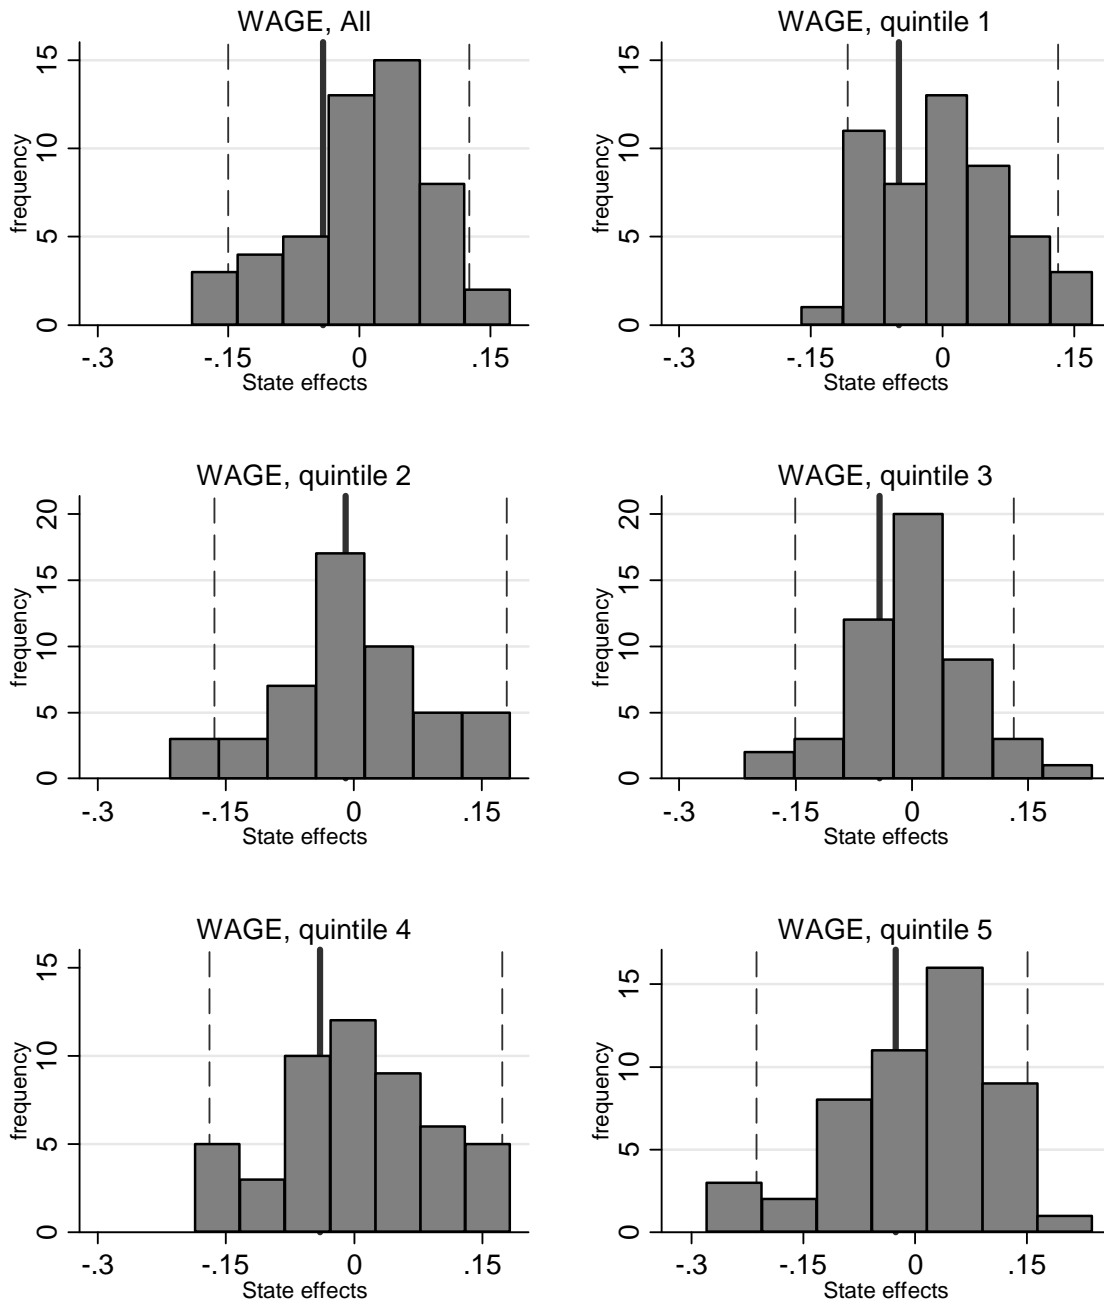 WAGE, All
frequency
15
10
5
0
-.3 -.15 0 .15
State effects
WAGE, quintile 1
frequency
15
10
5
0
-.3 -.15 0 .15
State effects
WAGE, quintile 2
frequency
20
15
10
5
0
-.3 -.15 0 .15
State effects
WAGE, quintile 3
frequency
20
15
10
5
0
-.3 -.15 0 .15
State effects
WAGE, quintile 4
frequency
15
10
5
0
-.3 -.15 0 .15
State effects
WAGE, quintile 5
frequency
15
10
5
0
-.3 -.15 0 .15
State effects